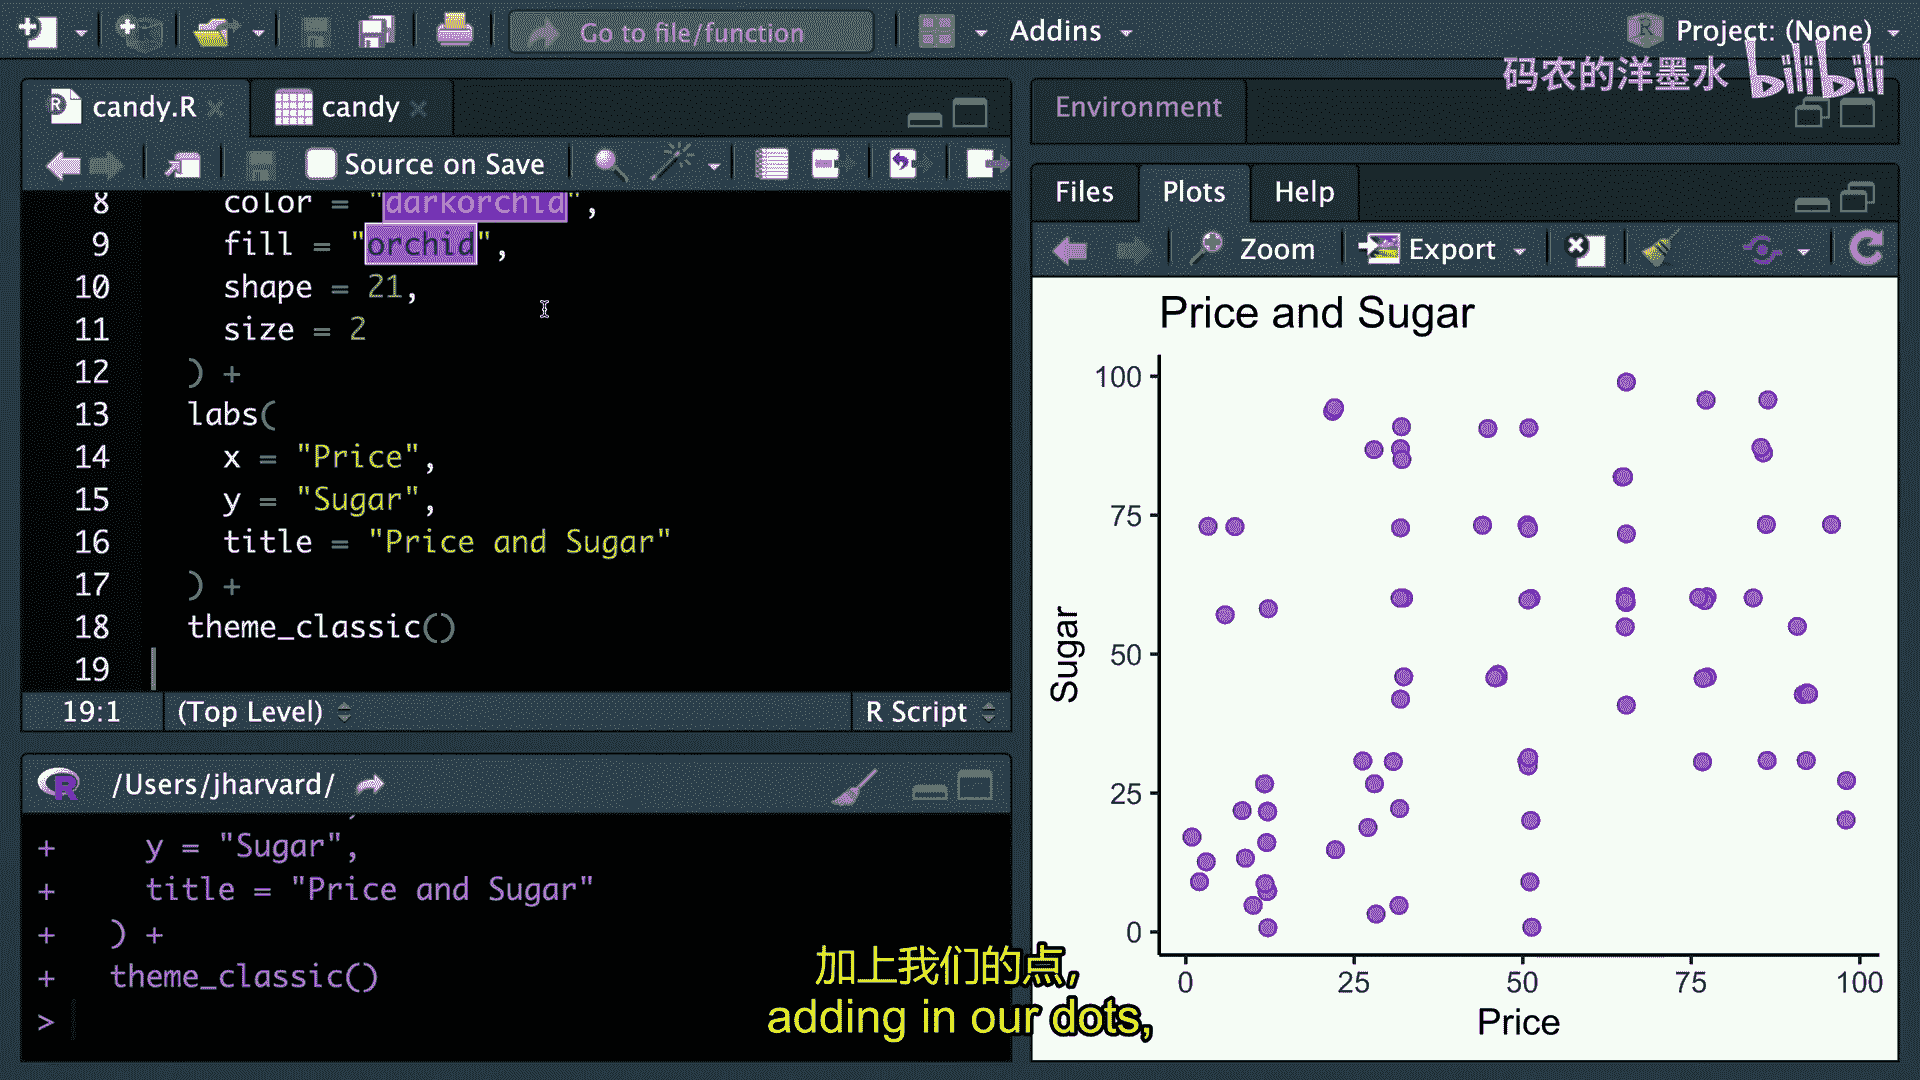 Go to file/function
Addins
Project: (None)
码农的洋墨水 bilibili
candy.R
candy
Source on Save
8 color = "darkorchid",
9 fill = "orchid",
10 shape = 21,
11 size = 2
12 ) +
13 labs(
14 x = "Price",
15 y = "Sugar",
16 title = "Price and Sugar"
17 ) +
18 theme_classic()
19
19:1 (Top Level) R Script
/Users/jharvard/
+ y = "Sugar",
+ title = "Price and Sugar"
+ ) +
+ theme_classic()
>
Environment
Files Plots Help
Zoom Export
Price and Sugar
100
75
50
25
0
Sugar
0 25 50 75 100
Price
加上我们的点,
adding in our dots,